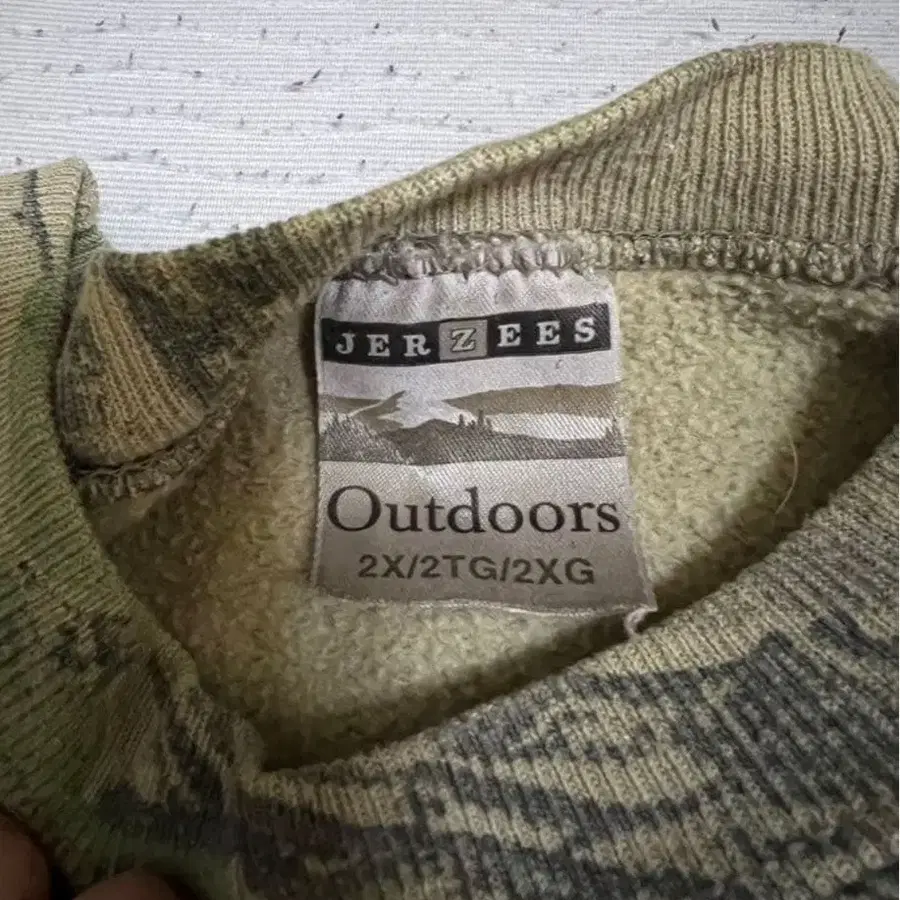 JERZEES
Outdoors
2X/2TG/2XG